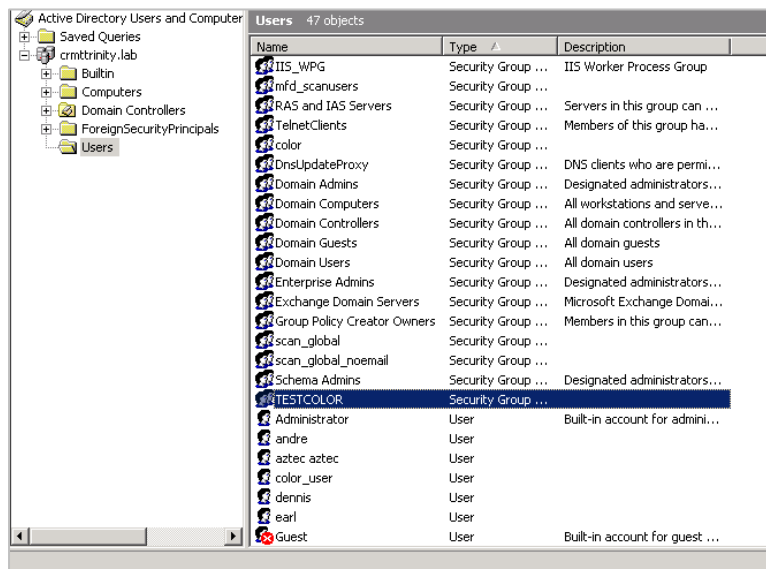 Active Directory Users and Computer
Saved Queries
crmttrinity.lab
Builtin
Computers
Domain Controllers
ForeignSecurityPrincipals
Users
Users 47 objects
Name Type Description
IIS_WPG Security Group ... IIS Worker Process Group
mfd_scanusers Security Group ...
RAS and IAS Servers Security Group ... Servers in this group can ...
TelnetClients Security Group ... Members of this group ha...
color Security Group ...
DnsUpdateProxy Security Group ... DNS clients who are permi...
Domain Admins Security Group ... Designated administrators...
Domain Computers Security Group ... All workstations and serve...
Domain Controllers Security Group ... All domain controllers in th...
Domain Guests Security Group ... All domain guests
Domain Users Security Group ... All domain users
Enterprise Admins Security Group ... Designated administrators...
Exchange Domain Servers Security Group ... Microsoft Exchange Domai...
Group Policy Creator Owners Security Group ... Members in this group can...
scan_global Security Group ...
scan_global_noemail Security Group ...
Schema Admins Security Group ... Designated administrators...
TESTCOLOR Security Group ...
Administrator User Built-in account for admini...
andre User
aztec aztec User
color_user User
dennis User
earl User
Guest User Built-in account for guest ...